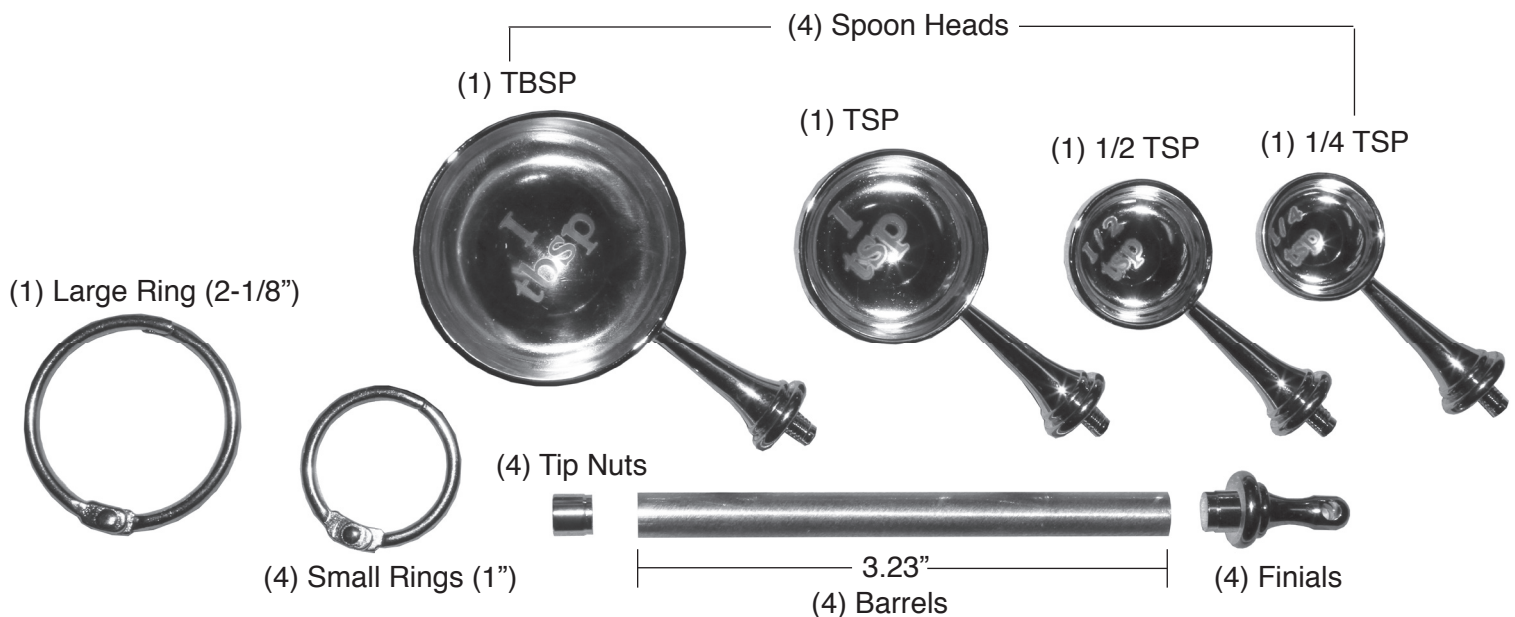 (4) Spoon Heads
(1) TBSP
(1) TSP
(1) 1/2 TSP
(1) 1/4 TSP
1
tbsp
1
tsp
1/2
tsp
1/4
tsp
(1) Large Ring (2-1/8”)
(4) Tip Nuts
(4) Small Rings (1”)
3.23”
(4) Barrels
(4) Finials